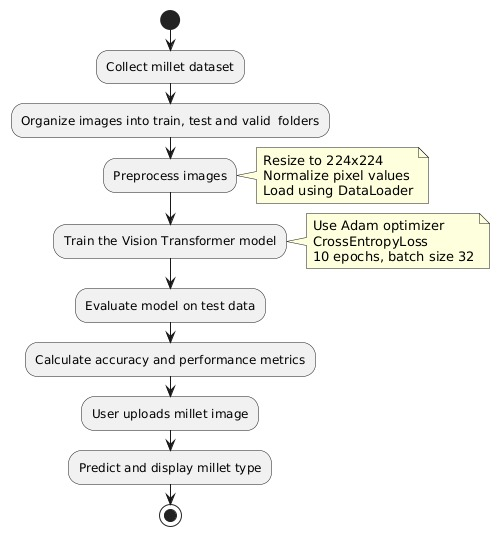 Collect millet dataset
Organize images into train, test and valid  folders
Preprocess images
Resize to 224x224
Normalize pixel values
Load using DataLoader
Train the Vision Transformer model
Use Adam optimizer
CrossEntropyLoss
10 epochs, batch size 32
Evaluate model on test data
Calculate accuracy and performance metrics
User uploads millet image
Predict and display millet type